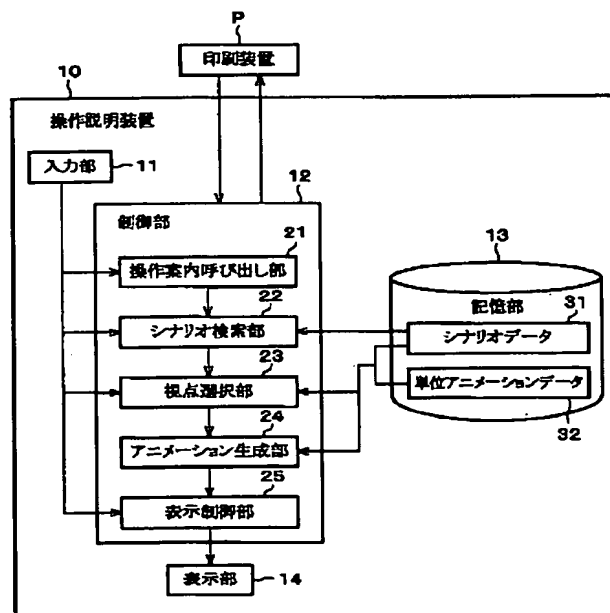 P
印刷装置
10
操作説明装置
入力部
11
12
制御部
21
操作案内呼び出し部
22
シナリオ検索部
23
視点選択部
24
アニメーション生成部
25
表示制御部
表示部
14
13
記憶部
31
シナリオデータ
単位アニメーションデータ
32